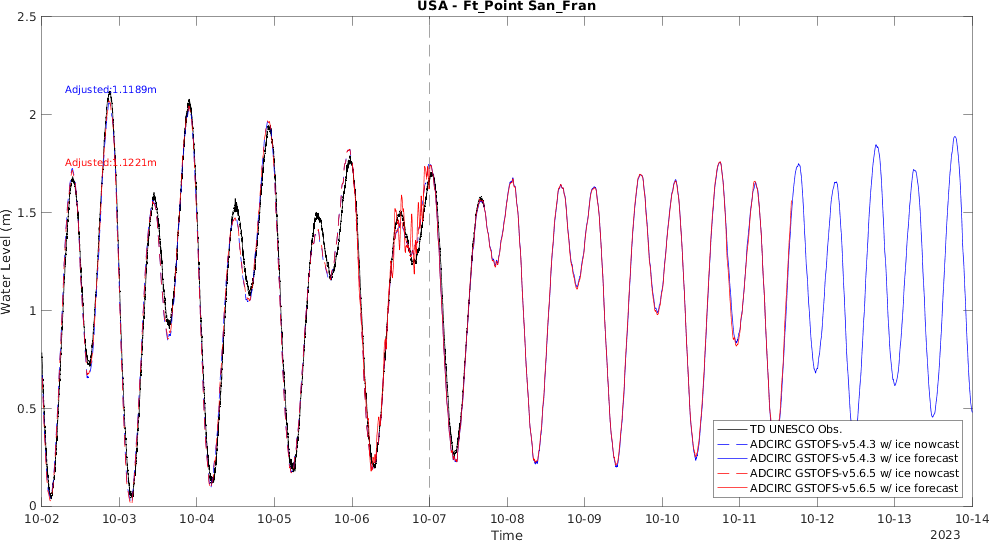 USA - Ft_Point San_Fran
2.5
2
1.5
1
0.5
0
Water Level (m)
Adjusted:1.1189m
Adjusted:1.1221m
TD UNESCO Obs.
ADCIRC GSTOFS-v5.4.3 w/ ice nowcast
ADCIRC GSTOFS-v5.4.3 w/ ice forecast
ADCIRC GSTOFS-v5.6.5 w/ ice nowcast
ADCIRC GSTOFS-v5.6.5 w/ ice forecast
10-02 10-03 10-04 10-05 10-06 10-07 10-08 10-09 10-10 10-11 10-12 10-13 10-14
Time
2023